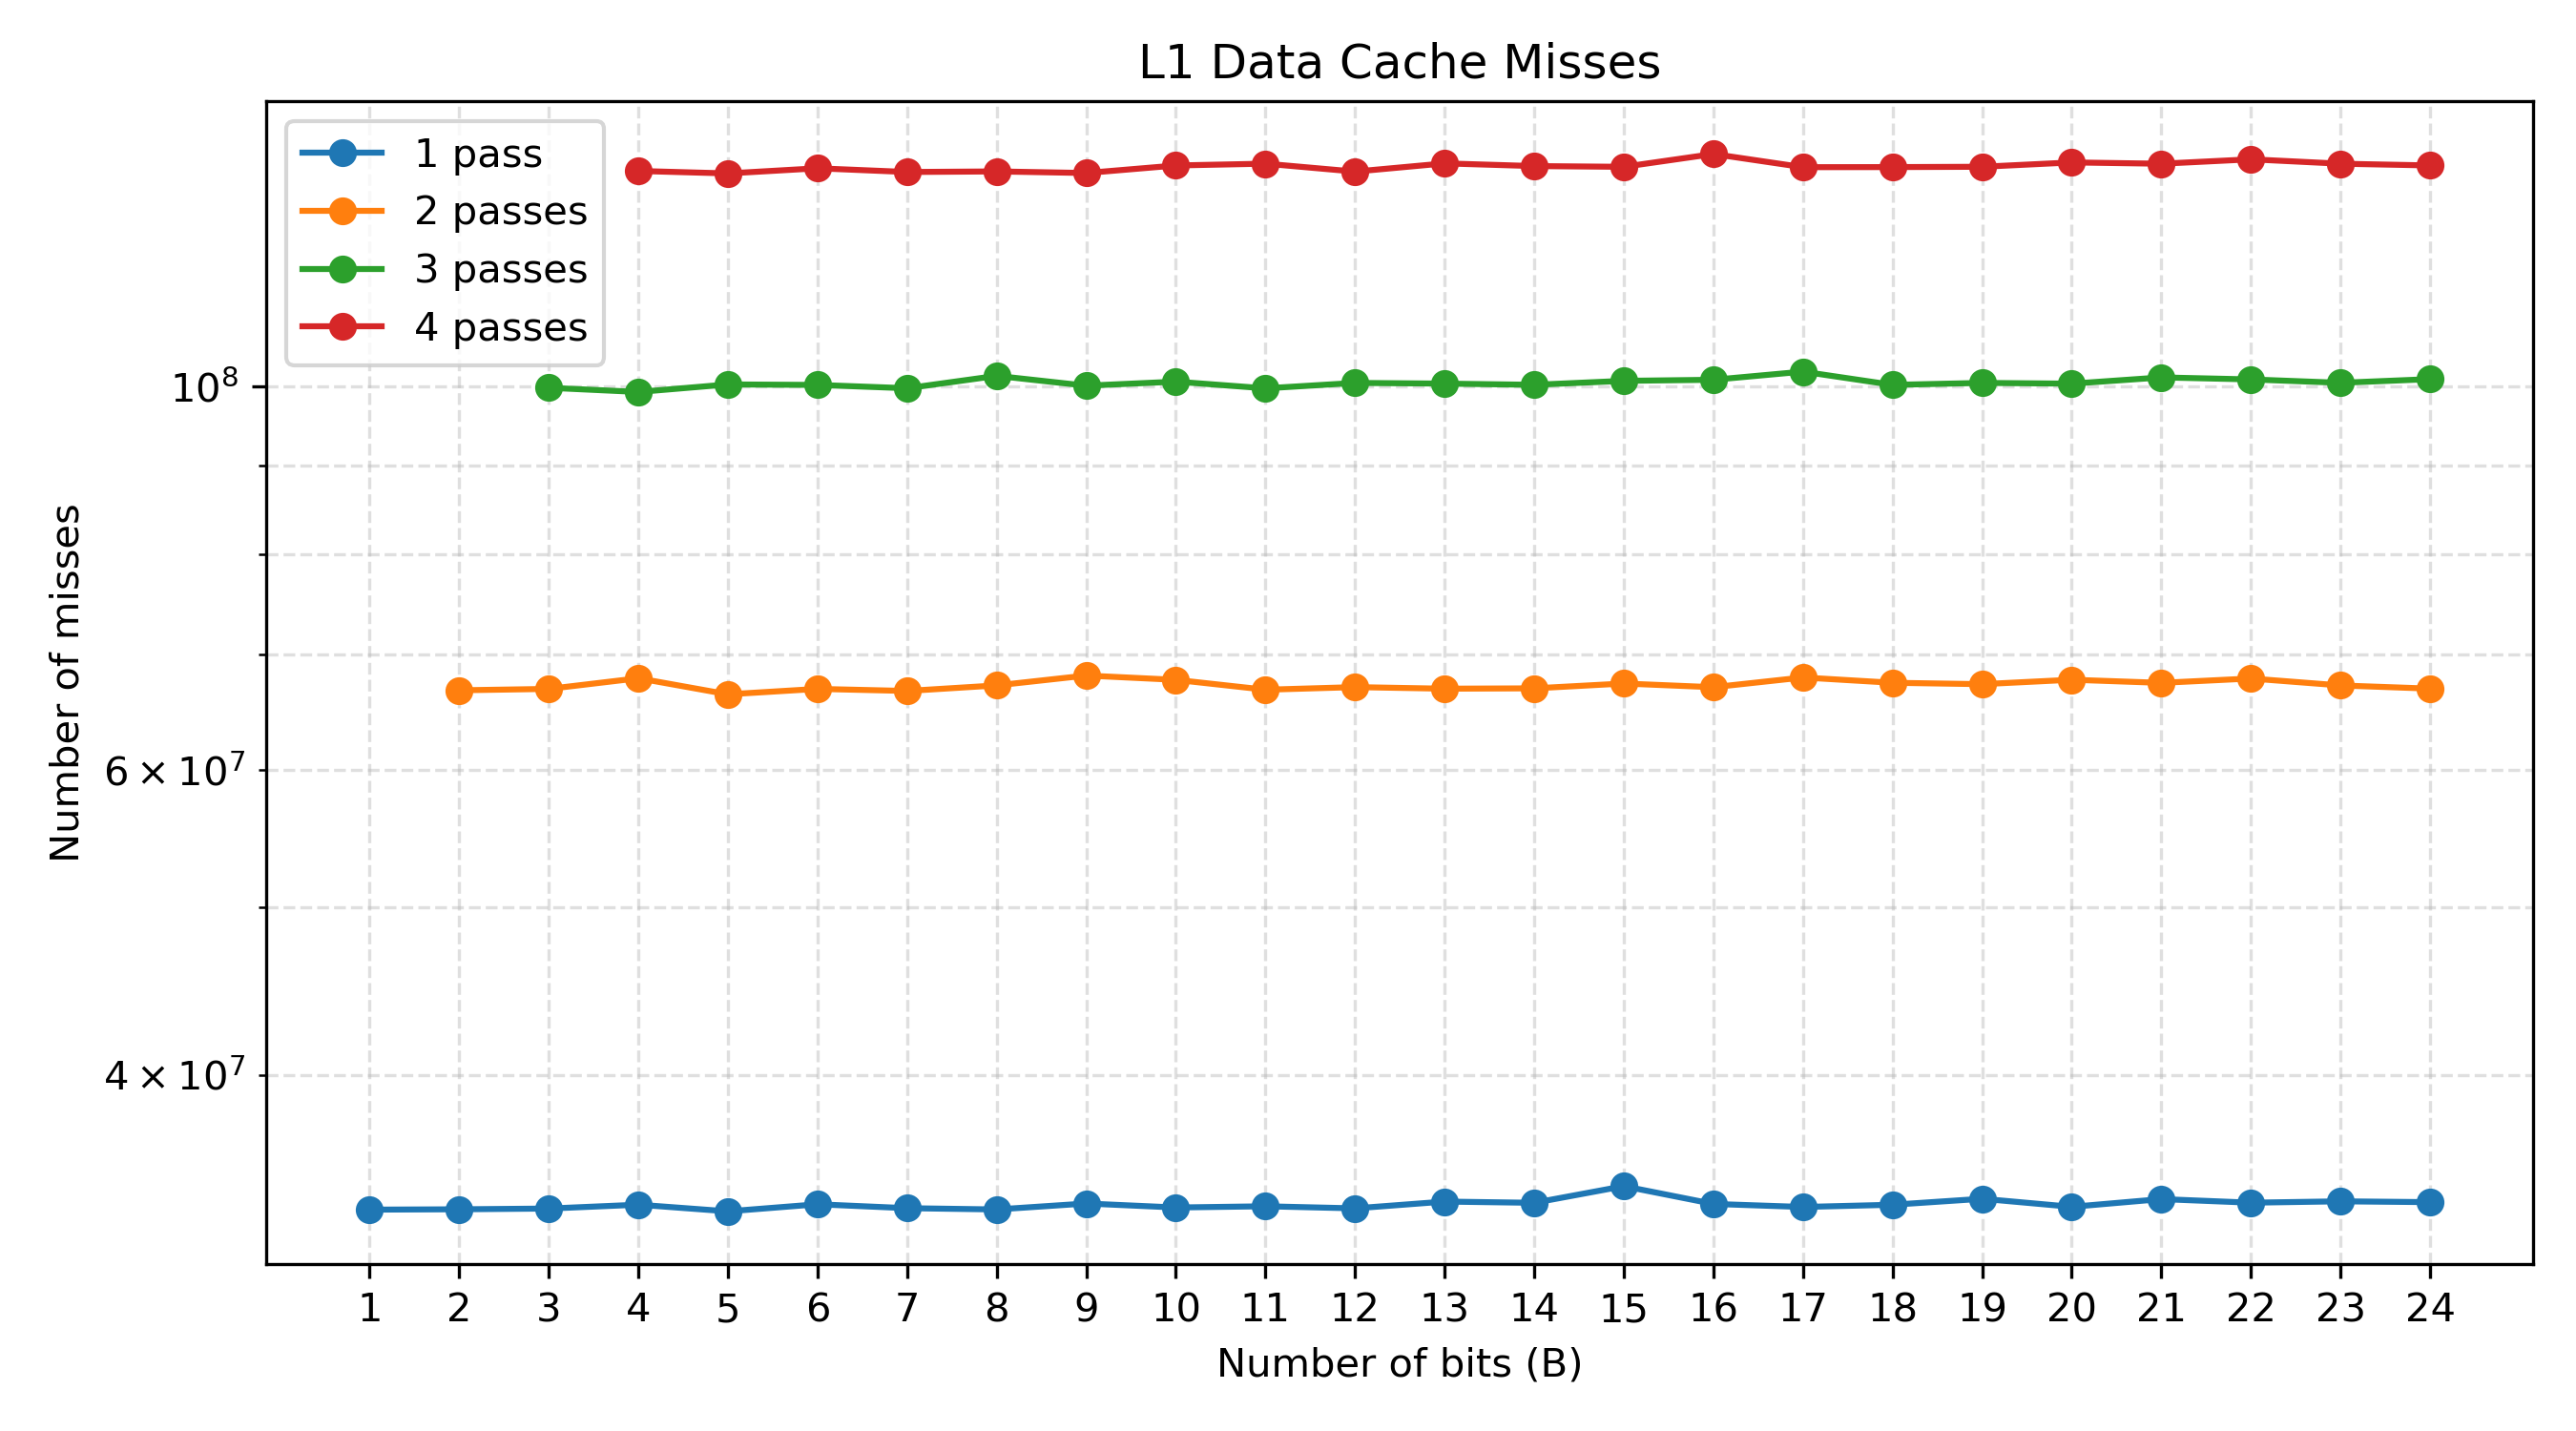 L1 Data Cache Misses
1 pass
2 passes
3 passes
4 passes
10⁸
6 × 10⁷
4 × 10⁷
Number of misses
1 2 3 4 5 6 7 8 9 10 11 12 13 14 15 16 17 18 19 20 21 22 23 24
Number of bits (B)